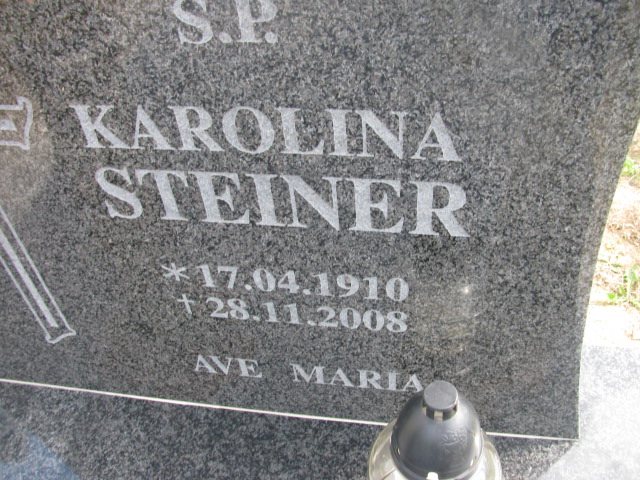 S.P.
KAROLINA
STEINER
*17.04.1910
†28.11.2008
AVE MARIA